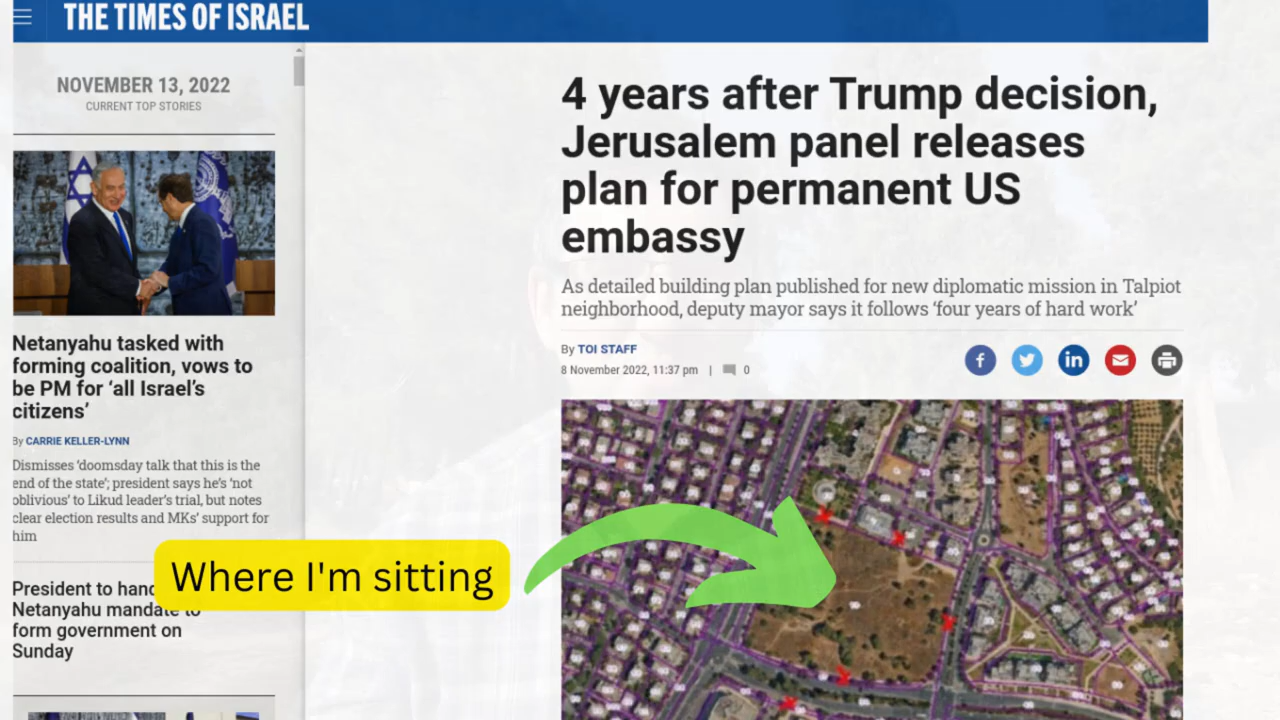 THE TIMES OF ISRAEL
NOVEMBER 13, 2022
CURRENT TOP STORIES
Netanyahu tasked with
forming coalition, vows to
be PM for ‘all Israel’s
citizens’
By CARRIE KELLER-LYNN
Dismisses ‘doomsday talk that this is the
end of the state’; president says he’s ‘not
oblivious’ to Likud leader’s trial, but notes
clear election results and MKs’ support for
him
President to hand
Netanyahu mandate to
form government on
Sunday
4 years after Trump decision,
Jerusalem panel releases
plan for permanent US
embassy
As detailed building plan published for new diplomatic mission in Talpiot
neighborhood, deputy mayor says it follows ‘four years of hard work’
By TOI STAFF
8 November 2022, 11:37 pm | 0
f in
Where I'm sitting